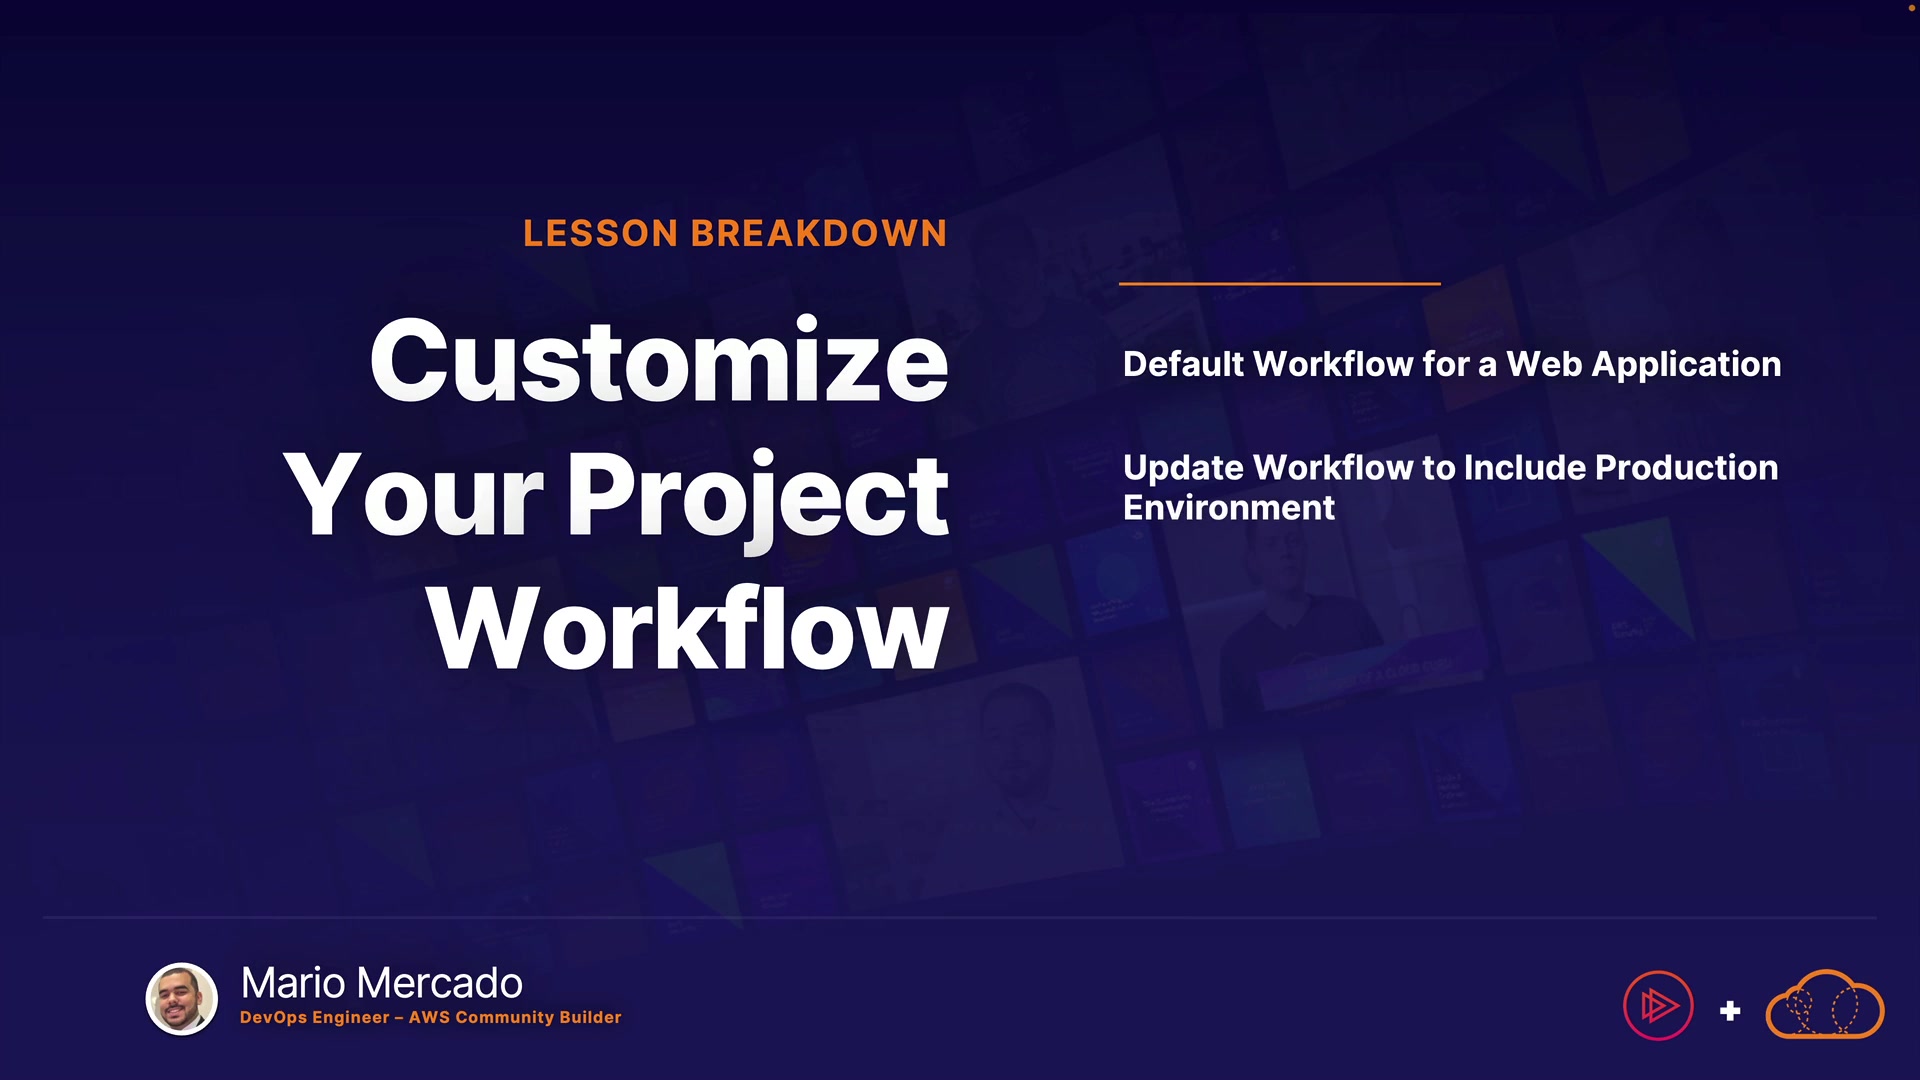 LESSON BREAKDOWN
Customize
Your Project
Workflow
Default Workflow for a Web Application
Update Workflow to Include Production
Environment
Mario Mercado
DevOps Engineer – AWS Community Builder